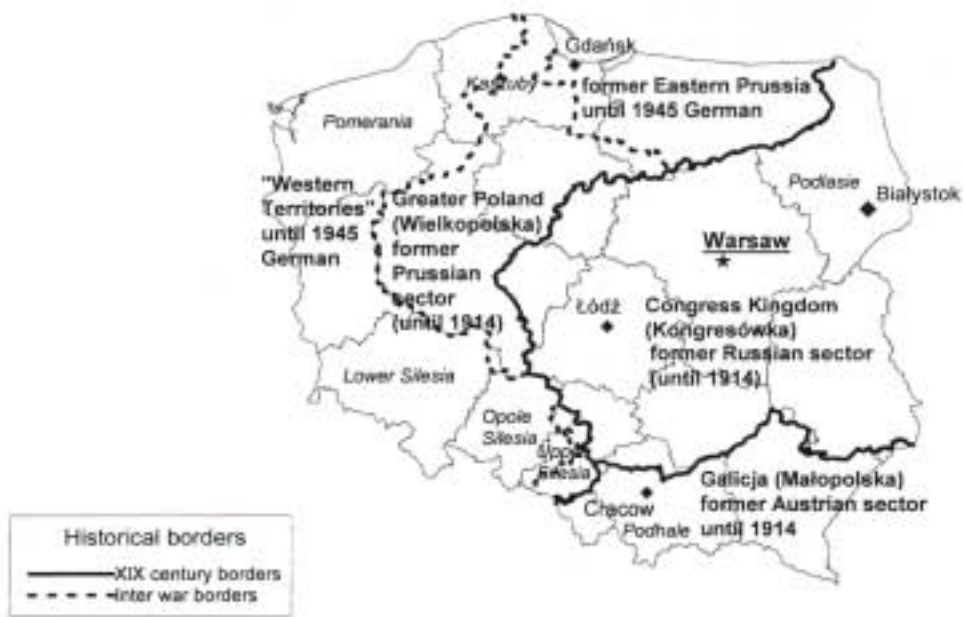 Gdańsk
Kaszuby
former Eastern Prussia
until 1945 German
Pomerania
"Western
Territories"
until 1945
German
Greater Poland
(Wielkopolska)
former
Prussian
sector
(until 1914)
Podlasie
Białystok
Warsaw
Łódź
Congress Kingdom
(Kongresówka)
former Russian sector
(until 1914)
Lower Silesia
Opole
Silesia
Upper
Silesia
Galicja (Małopolska)
former Austrian sector
until 1914
Cracow
Podhale
Historical borders
XIX century borders
Inter war borders